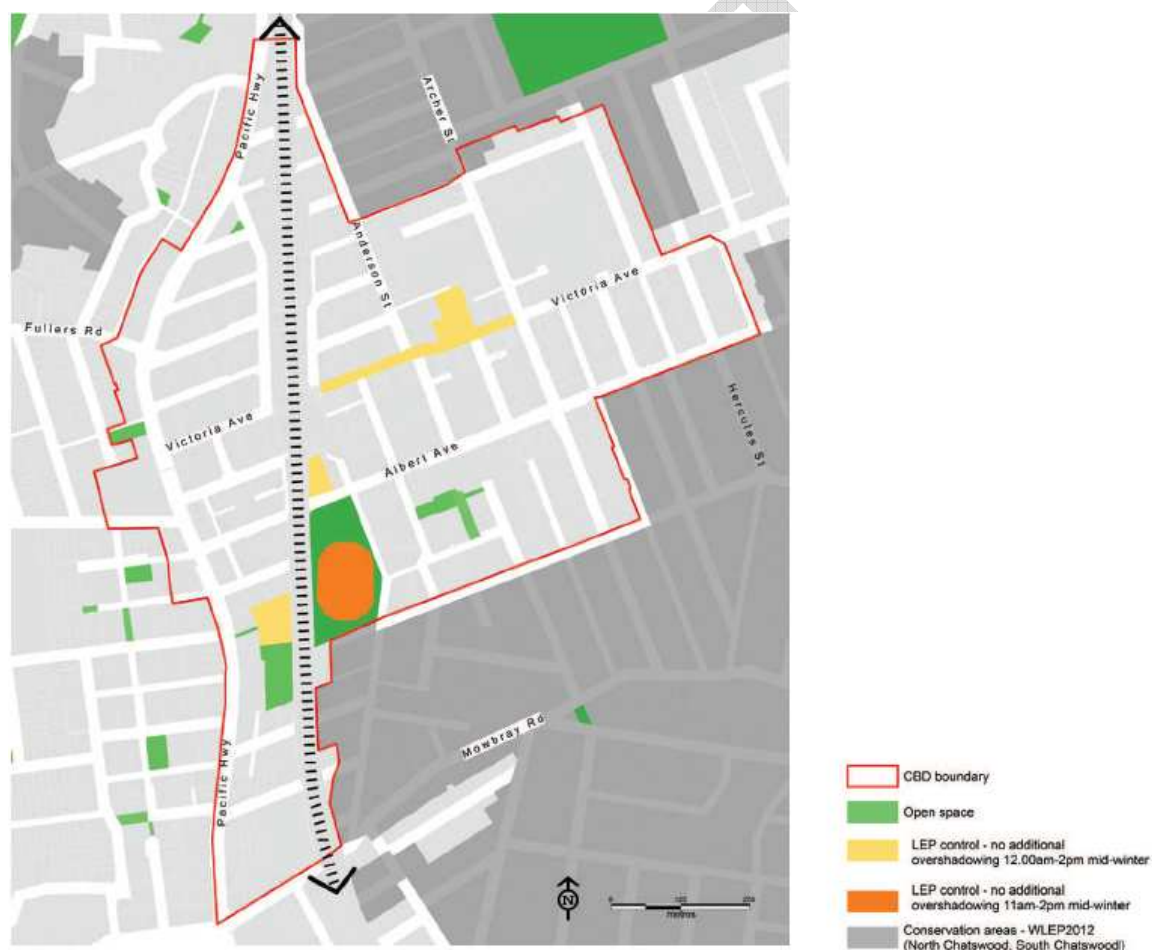 Pacific Hwy
Archer St
Anderson St
Victoria Ave
Fullers Rd
Victoria Ave
Albert Ave
Hercules St
Mowbray Rd
Pacific Hwy
N
0
200
metres
CBD boundary
Open space
LEP control - no additional
overshadowing 12.00am-2pm mid-winter
LEP control - no additional
overshadowing 11am-2pm mid-winter
Conservation areas - WLEP2012
(North Chatswood, South Chatswood)